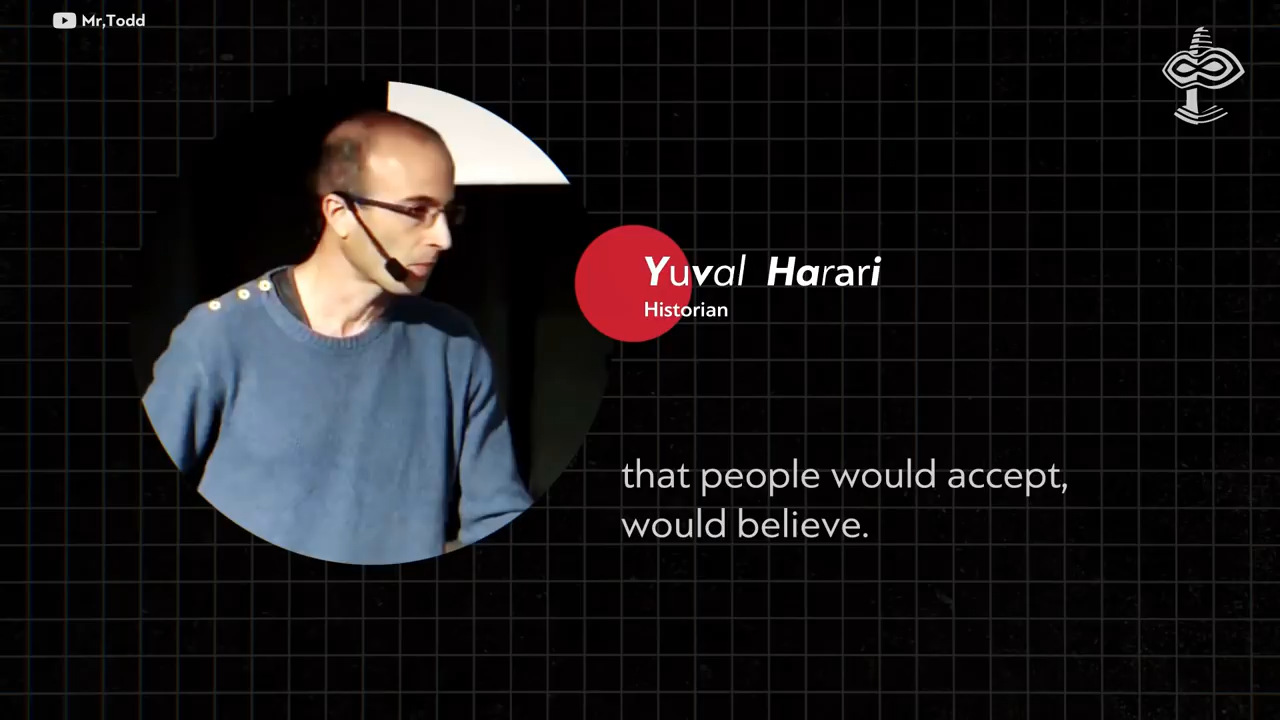 Mr,Todd
Yuval Harari
Historian
that people would accept,
would believe.